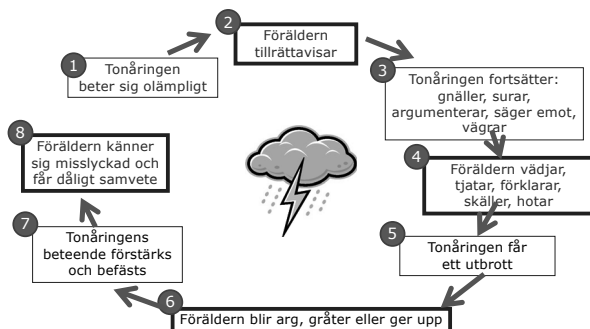 1
Tonåringen
beter sig olämpligt
2
Föräldern
tillrättavisar
3
Tonåringen fortsätter:
gnäller, surar,
argumenterar, säger emot,
vägrar
4
Föräldern vädjar,
tjatar, förklarar,
skäller, hotar
5
Tonåringen får
ett utbrott
6
Föräldern blir arg, gråter eller ger upp
7
Tonåringens
beteende förstärks
och befästs
8
Föräldern känner
sig misslyckad och
får dåligt samvete